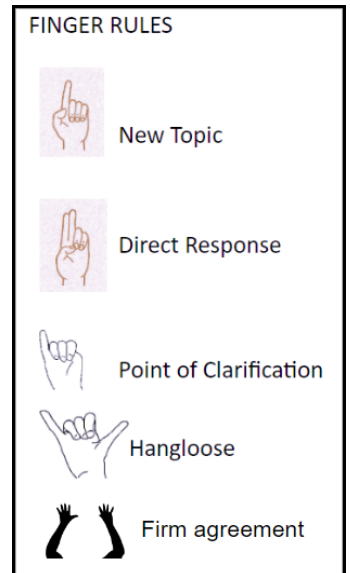 FINGER RULES
New Topic
Direct Response
Point of Clarification
Hangloose
Firm agreement